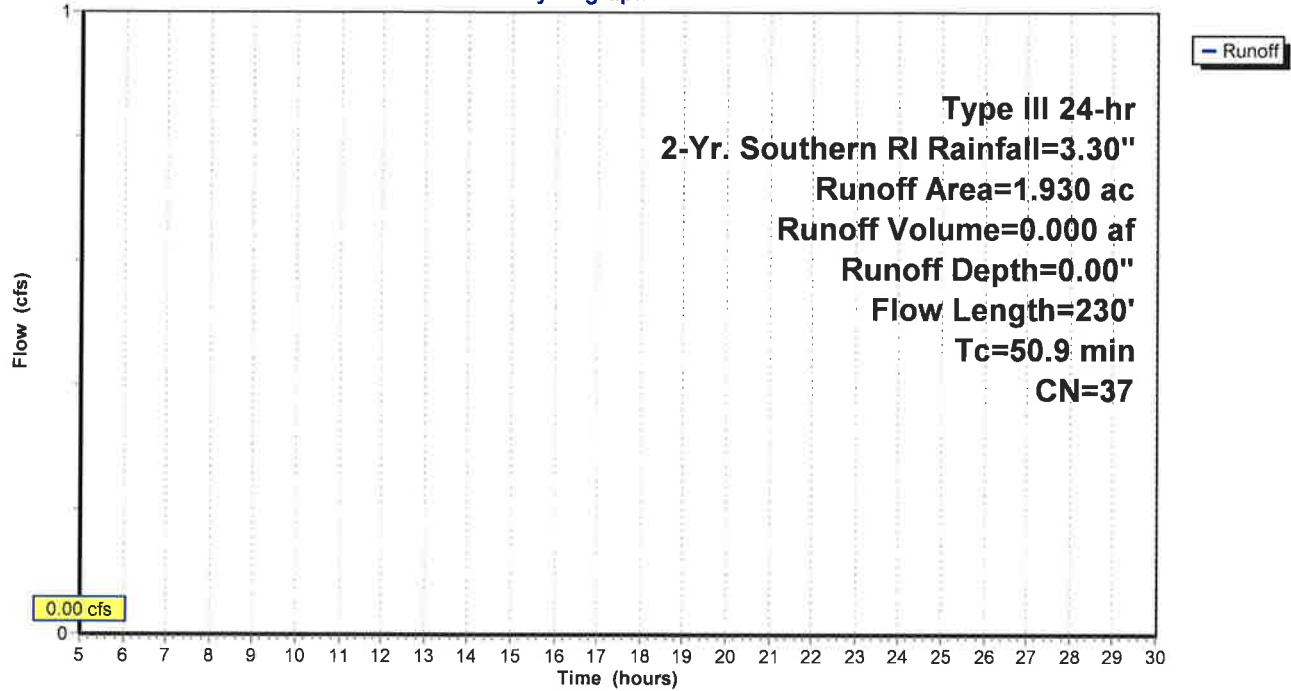 1
Runoff
Type III 24-hr
2-Yr. Southern RI Rainfall=3.30"
Runoff Area=1.930 ac
Runoff Volume=0.000 af
Runoff Depth=0.00"
Flow Length=230'
Tc=50.9 min
CN=37
Flow (cfs)
0.00 cfs
0
5 6 7 8 9 10 11 12 13 14 15 16 17 18 19 20 21 22 23 24 25 26 27 28 29 30
Time (hours)